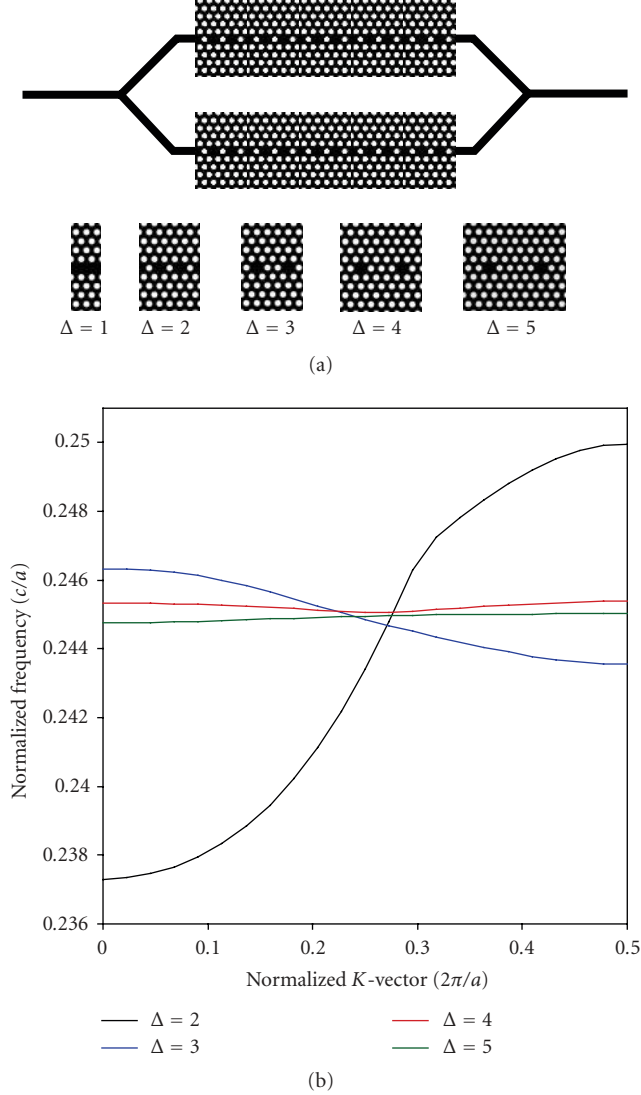 Δ = 1 Δ = 2 Δ = 3 Δ = 4 Δ = 5
(a)
0.25
0.248
0.246
0.244
0.242
0.24
0.238
0.236
Normalized frequency (c/a)
0 0.1 0.2 0.3 0.4 0.5
Normalized K-vector (2π/a)
Δ = 2 Δ = 4
Δ = 3 Δ = 5
(b)